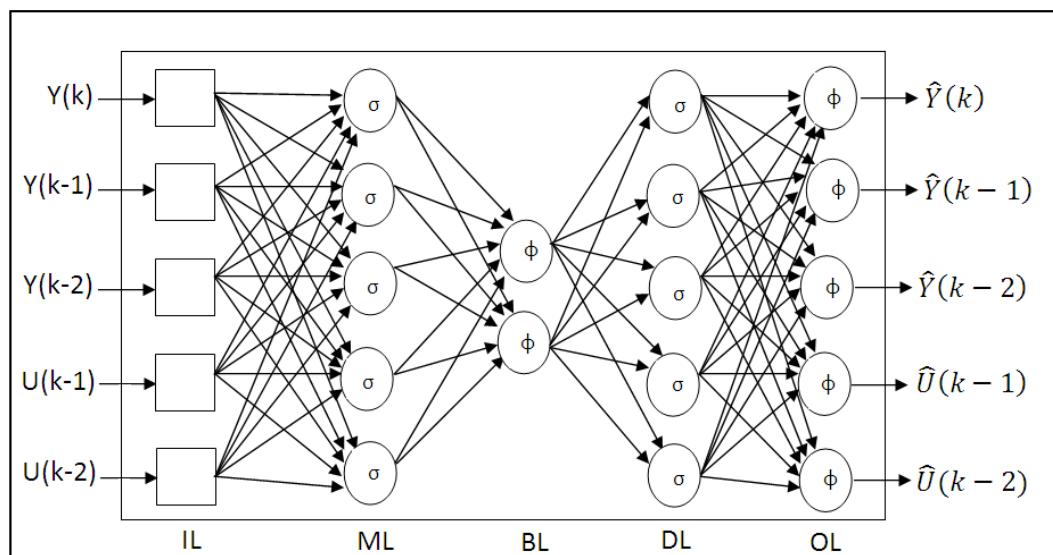 Y(k) σ σ ϕ Ŷ(k)
Y(k-1) σ σ ϕ Ŷ(k − 1)
ϕ
Y(k-2) σ σ ϕ Ŷ(k − 2)
ϕ
U(k-1) σ σ ϕ Û(k − 1)
U(k-2) σ σ ϕ Û(k − 2)
IL ML BL DL OL